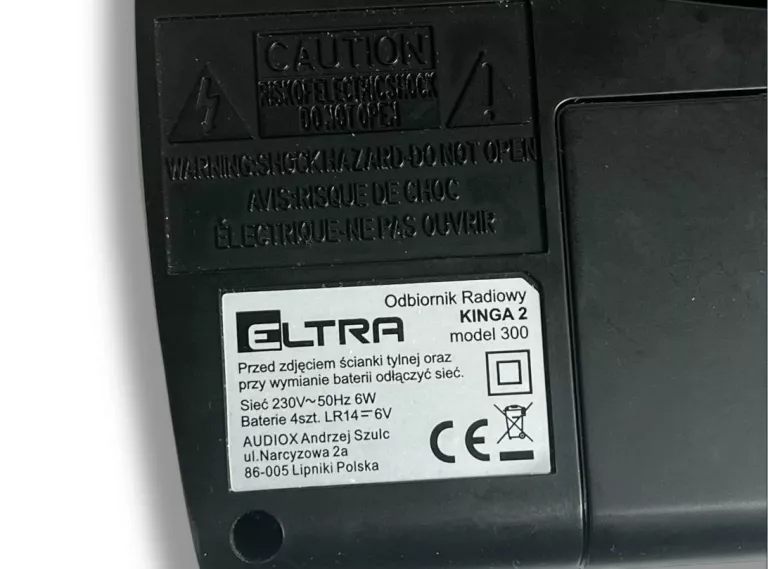 CAUTION
RISK OF ELECTRIC SHOCK
DO NOT OPEN
WARNING:SHOCK HAZARD-DO NOT OPEN
AVIS:RISQUE DE CHOC
ÉLECTRIQUE-NE PAS OUVRIR
ELTRA
Odbiornik Radiowy
KINGA 2
model 300
Przed zdjęciem ścianki tylnej oraz
przy wymianie baterii odłączyć sieć.
Sieć 230V~50Hz 6W
Baterie 4szt. LR14⎓6V
AUDIOX Andrzej Szulc
ul.Narcyzowa 2a
86-005 Lipniki Polska
CE